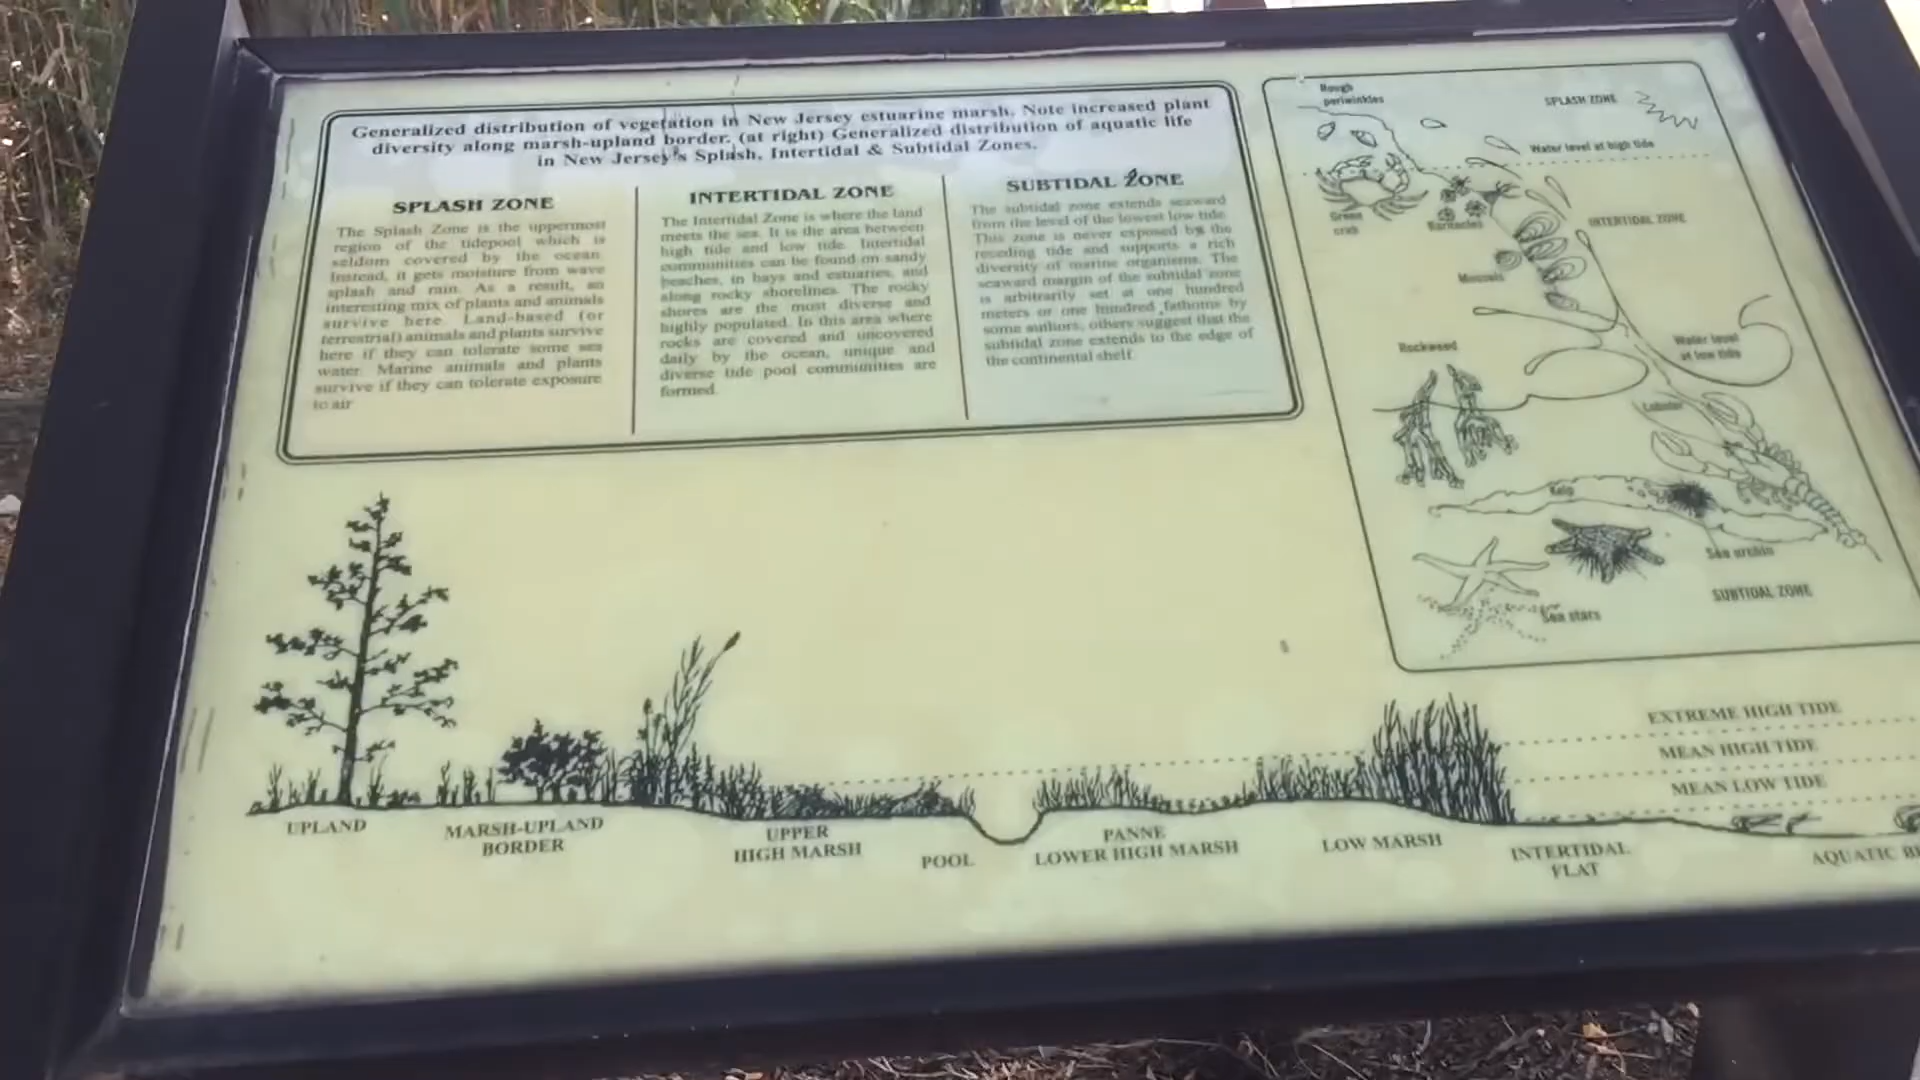 Generalized distribution of vegetation in New Jersey estuarine marsh. Note increased plant
diversity along marsh-upland border. (at right) Generalized distribution of aquatic life
in New Jersey's Splash, Intertidal & Subtidal Zones.
SPLASH ZONE
The Splash Zone is the uppermost
region of the tidepool which is
seldom covered by the ocean.
Instead, it gets moisture from wave
splash and rain. As a result, an
interesting mix of plants and animals
survive here. Land-based (or
terrestrial) animals and plants survive
here if they can tolerate some sea
water. Marine animals and plants
survive if they can tolerate exposure
to air
INTERTIDAL ZONE
The Intertidal Zone is where the land
meets the sea. It is the area between
high tide and low tide. Intertidal
communities can be found on sandy
beaches, in bays and estuaries, and
along rocky shorelines. The rocky
shores are the most diverse and
highly populated. In this area where
rocks are covered and uncovered
daily by the ocean, unique and
diverse tide pool communities are
formed.
SUBTIDAL ZONE
The subtidal zone extends seaward
from the level of the lowest low tide.
This zone is never exposed by the
receding tide and supports a rich
diversity of marine organisms. The
seaward margin of the subtidal zone
is arbitrarily set at one hundred
meters or one hundred fathoms by
some authors, others suggest that the
subtidal zone extends to the edge of
the continental shelf.
Rough
periwinkles
SPLASH ZONE
Water level at high tide
Green
crab
Barnacles
INTERTIDAL ZONE
Mussels
Rockweed
Water level
at low tide
Lobster
Kelp
Sea urchin
Sea stars
SUBTIDAL ZONE
EXTREME HIGH TIDE
MEAN HIGH TIDE
MEAN LOW TIDE
UPLAND
MARSH-UPLAND
BORDER
UPPER
HIGH MARSH
POOL
PANNE
LOWER HIGH MARSH
LOW MARSH
INTERTIDAL
FLAT
AQUATIC